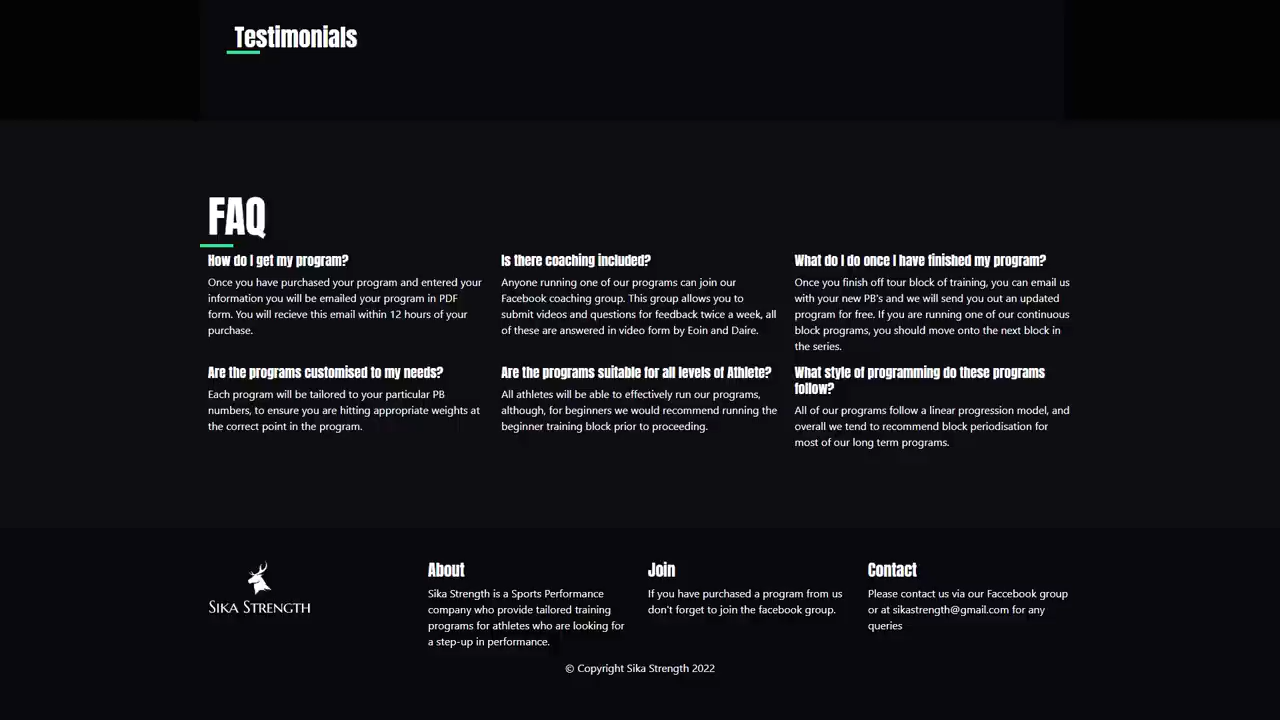 Testimonials
FAQ
How do I get my program?
Once you have purchased your program and entered your
information you will be emailed your program in PDF
form. You will recieve this email within 12 hours of your
purchase.
Is there coaching included?
Anyone running one of our programs can join our
Facebook coaching group. This group allows you to
submit videos and questions for feedback twice a week, all
of these are answered in video form by Eoin and Daire.
What do I do once I have finished my program?
Once you finish off tour block of training, you can email us
with your new PB's and we will send you out an updated
program for free. If you are running one of our continuous
block programs, you should move onto the next block in
the series.
Are the programs customised to my needs?
Each program will be tailored to your particular PB
numbers, to ensure you are hitting appropriate weights at
the correct point in the program.
Are the programs suitable for all levels of Athlete?
All athletes will be able to effectively run our programs,
although, for beginners we would recommend running the
beginner training block prior to proceeding.
What style of programming do these programs
follow?
All of our programs follow a linear progression model, and
overall we tend to recommend block periodisation for
most of our long term programs.
SIKA STRENGTH
About
Sika Strength is a Sports Performance
company who provide tailored training
programs for athletes who are looking for
a step-up in performance.
Join
If you have purchased a program from us
don't forget to join the facebook group.
Contact
Please contact us via our Faccebook group
or at sikastrength@gmail.com for any
queries
© Copyright Sika Strength 2022